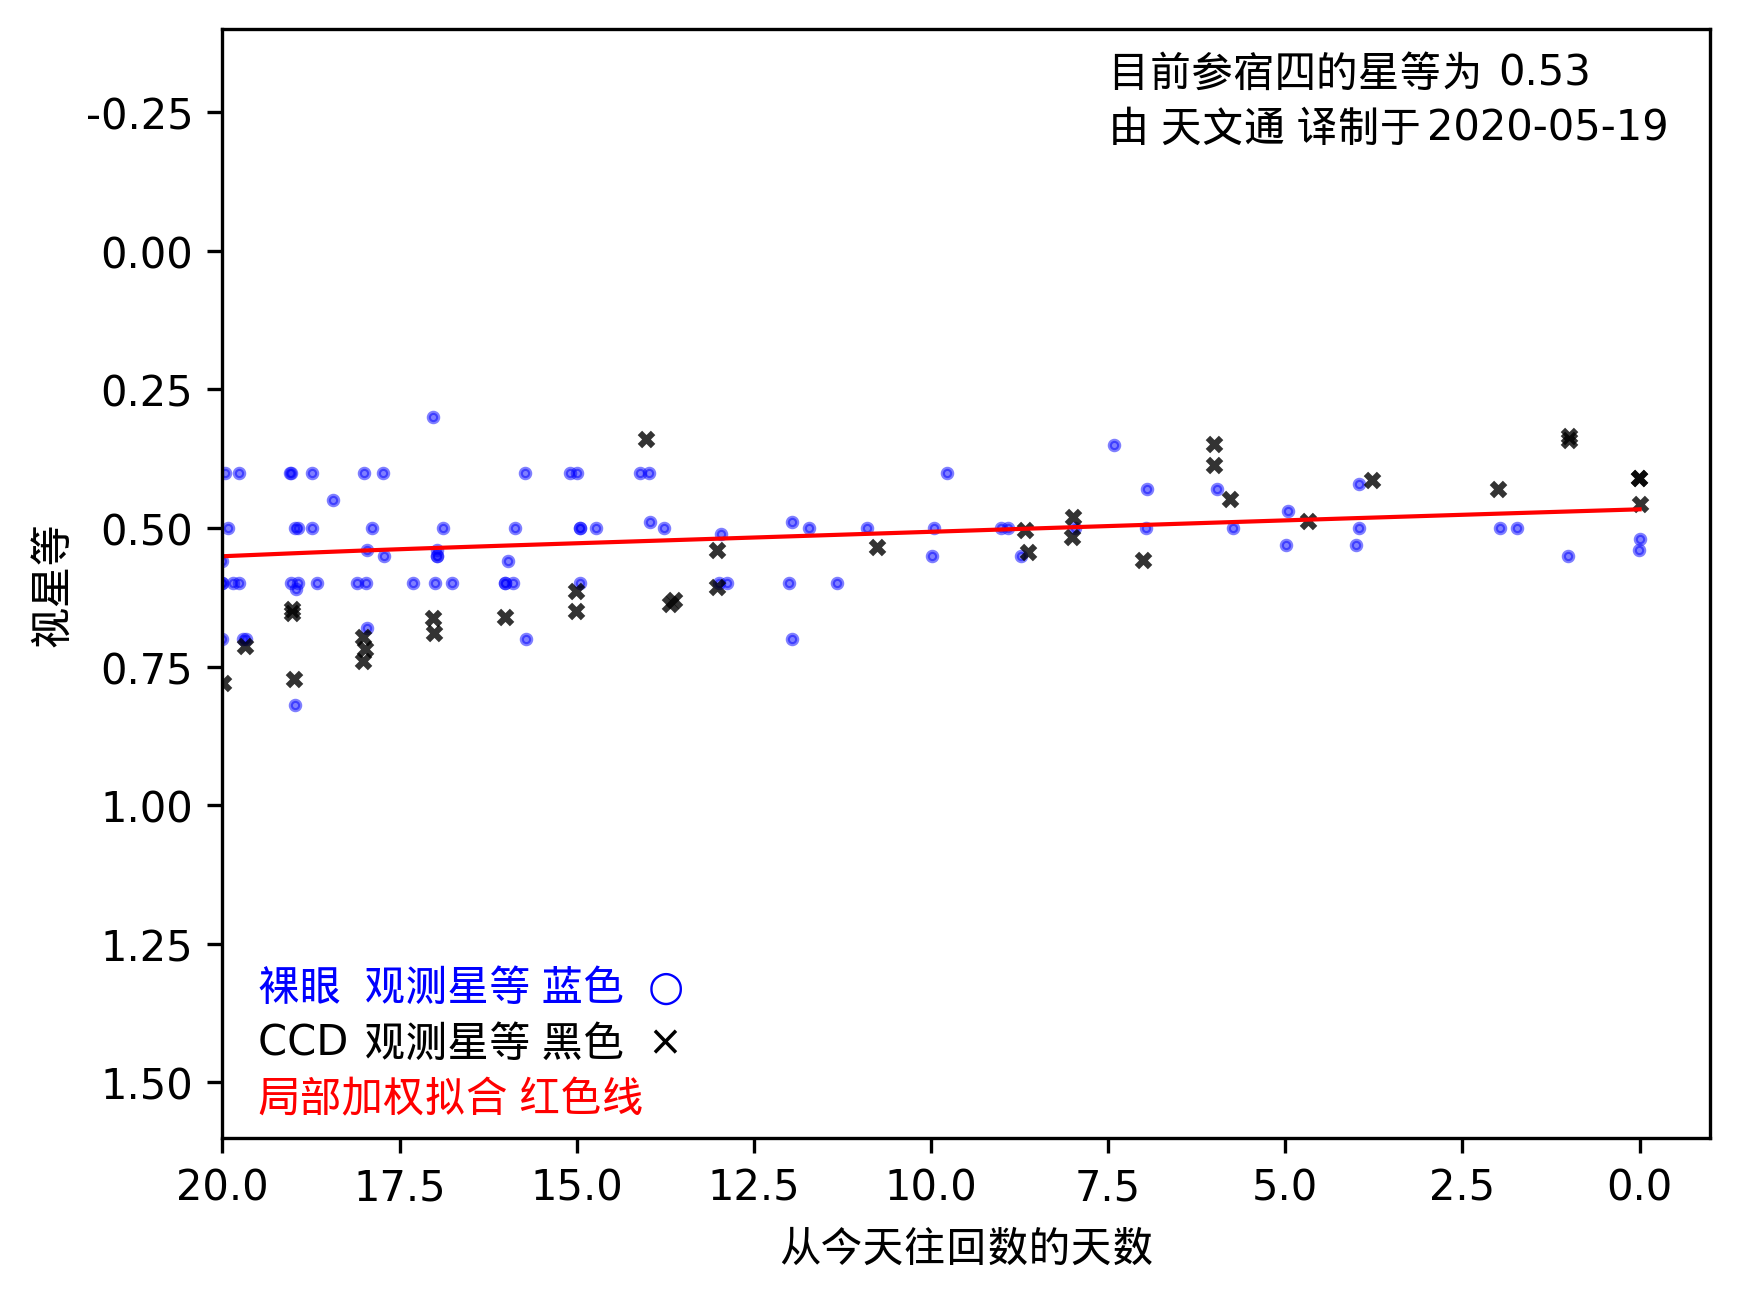 目前参宿四的星等为 0.53
由 天文通 译制于2020-05-19
-0.25
0.00
0.25
0.50
0.75
1.00
1.25
1.50
视星等
裸眼 观测星等 蓝色 ○
CCD 观测星等 黑色 ×
局部加权拟合 红色线
20.0 17.5 15.0 12.5 10.0 7.5 5.0 2.5 0.0
从今天往回数的天数